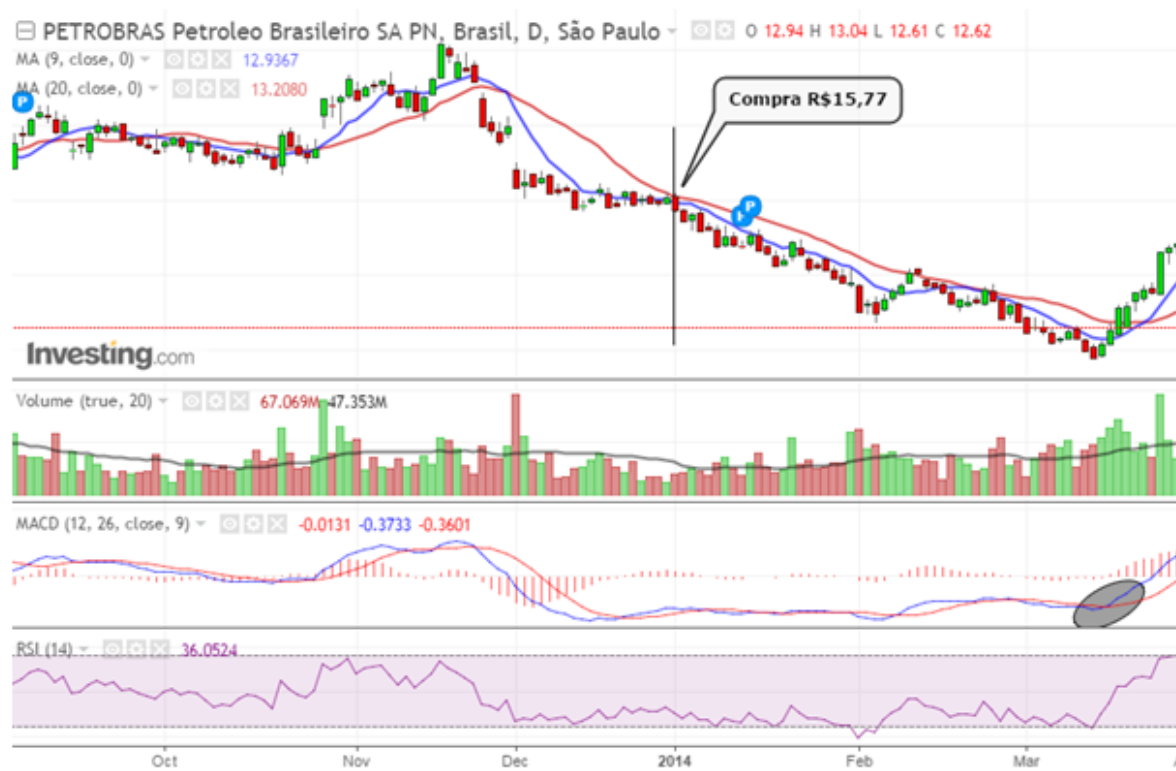 PETROBRAS Petroleo Brasileiro SA PN, Brasil, D, São Paulo O 12.94 H 13.04 L 12.61 C 12.62
MA (9, close, 0) 12.9367
MA (20, close, 0) 13.2080
P
Compra R$15,77
P
Investing.com
Volume (true, 20) 67.069M 47.353M
MACD (12, 26, close, 9) -0.0131 -0.3733 -0.3601
RSI (14) 36.0524
Oct Nov Dec 2014 Feb Mar